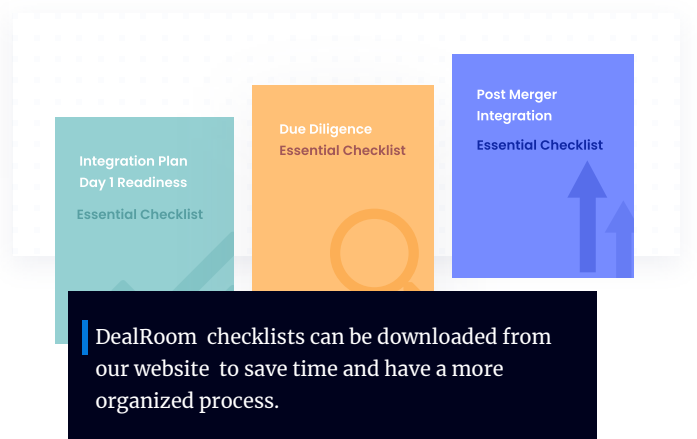 Integration Plan
Day 1 Readiness
Essential Checklist
Due Diligence
Essential Checklist
Post Merger
Integration
Essential Checklist
DealRoom checklists can be downloaded from
our website to save time and have a more
organized process.